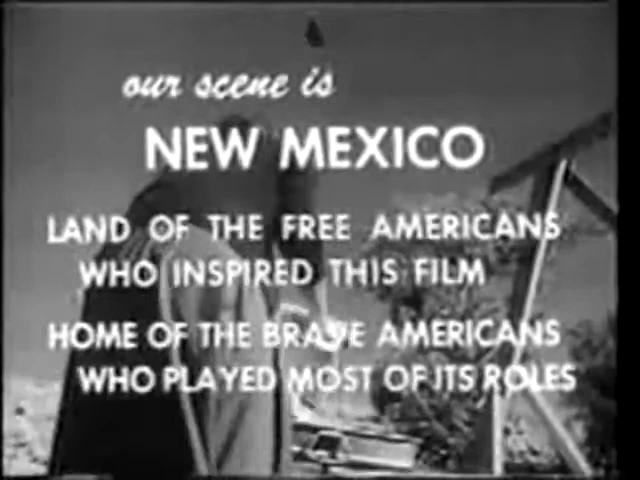 our scene is
NEW MEXICO
LAND OF THE FREE AMERICANS
WHO INSPIRED THIS FILM
HOME OF THE BRAVE AMERICANS
WHO PLAYED MOST OF ITS ROLES